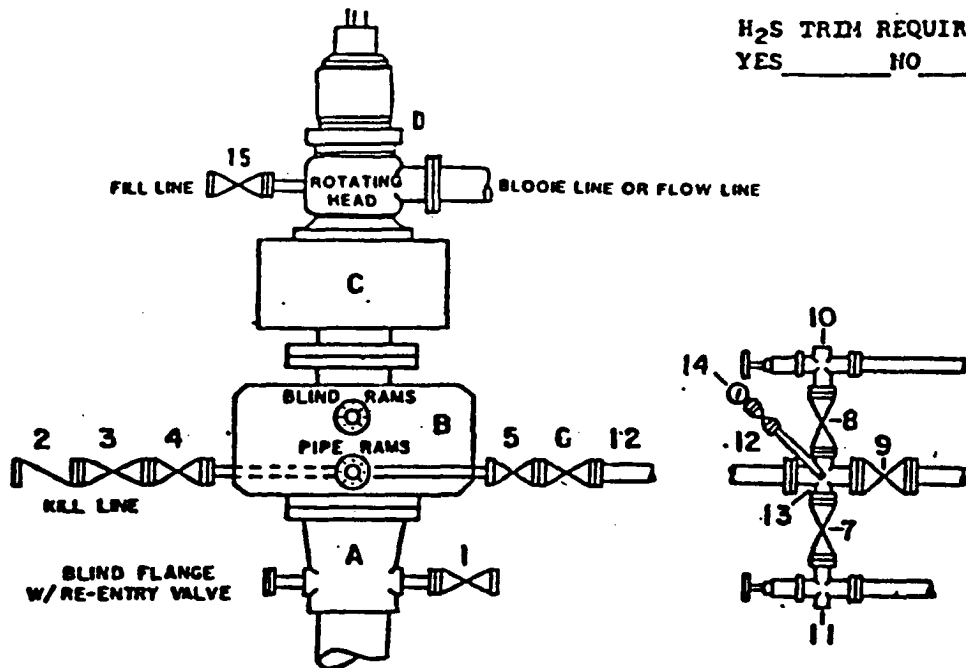 H₂S TRIM REQUIR
YES________NO____
D
15
FILL LINE
ROTATING
HEAD
BLOOIE LINE OR FLOW LINE
C
10
14
BLIND RAMS
B
8
2
3
4
PIPE RAMS
5
6
12
12
9
KILL LINE
13
7
A
1
BLIND FLANGE
W/RE-ENTRY VALVE
11